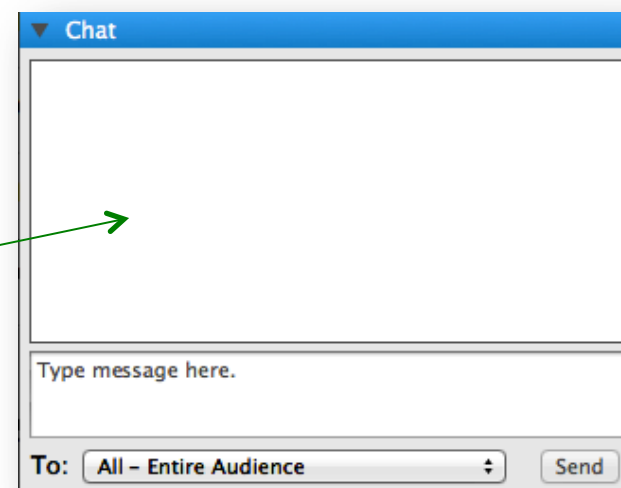 Chat
Type message here.
To: All – Entire Audience Send